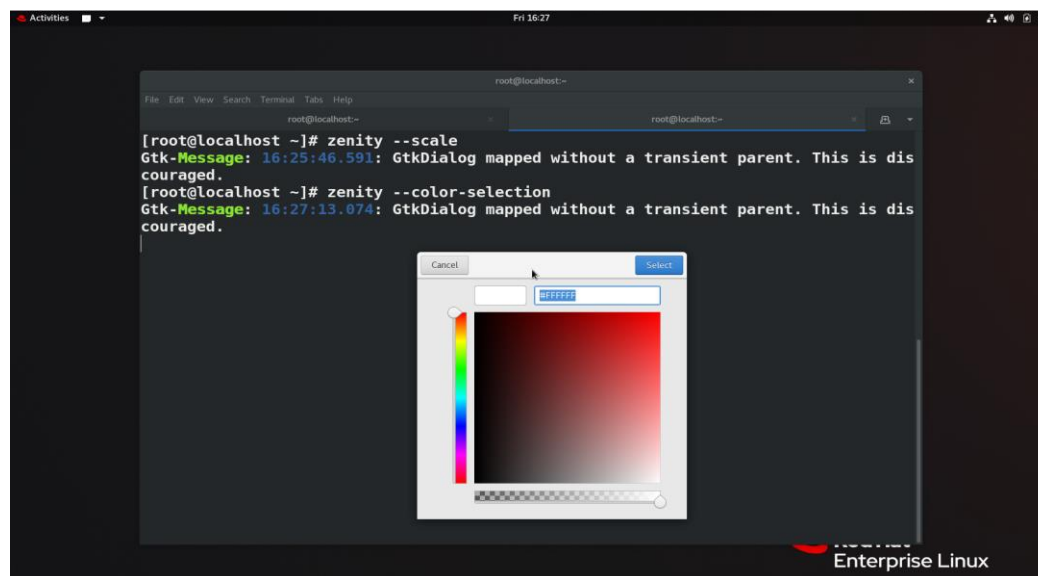 Activities
Fri 16:27
root@localhost:~
File Edit View Search Terminal Tabs Help
root@localhost:~ root@localhost:~
[root@localhost ~]# zenity --scale
Gtk-Message: 16:25:46.591: GtkDialog mapped without a transient parent. This is dis
couraged.
[root@localhost ~]# zenity --color-selection
Gtk-Message: 16:27:13.074: GtkDialog mapped without a transient parent. This is dis
couraged.
Cancel
Select
#FFFFFF
Enterprise Linux